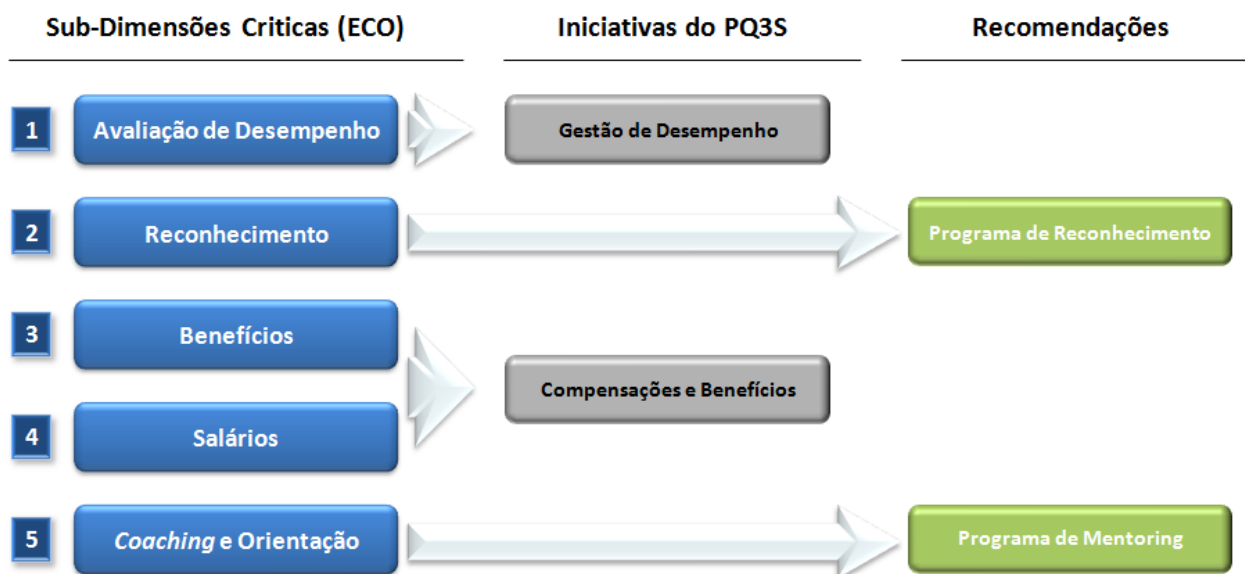 Sub-Dimensões Criticas (ECO)
Iniciativas do PQ3S
Recomendações
1
Avaliação de Desempenho
Gestão de Desempenho
2
Reconhecimento
Programa de Reconhecimento
3
Benefícios
Compensações e Benefícios
4
Salários
5
Coaching e Orientação
Programa de Mentoring